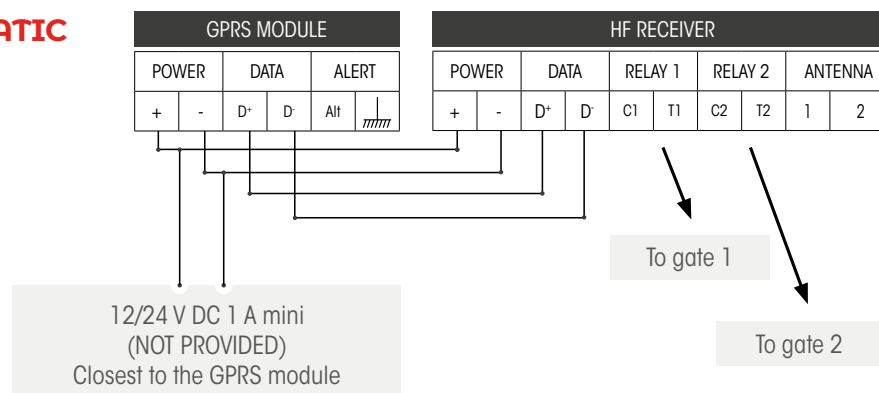 GPRS MODULE
HF RECEIVER
POWER DATA ALERT
POWER DATA RELAY 1 RELAY 2 ANTENNA
+ - D+ D- Alt
+ - D+ D- C1 T1 C2 T2 1 2
To gate 1
12/24 V DC 1 A mini
(NOT PROVIDED)
Closest to the GPRS module
To gate 2